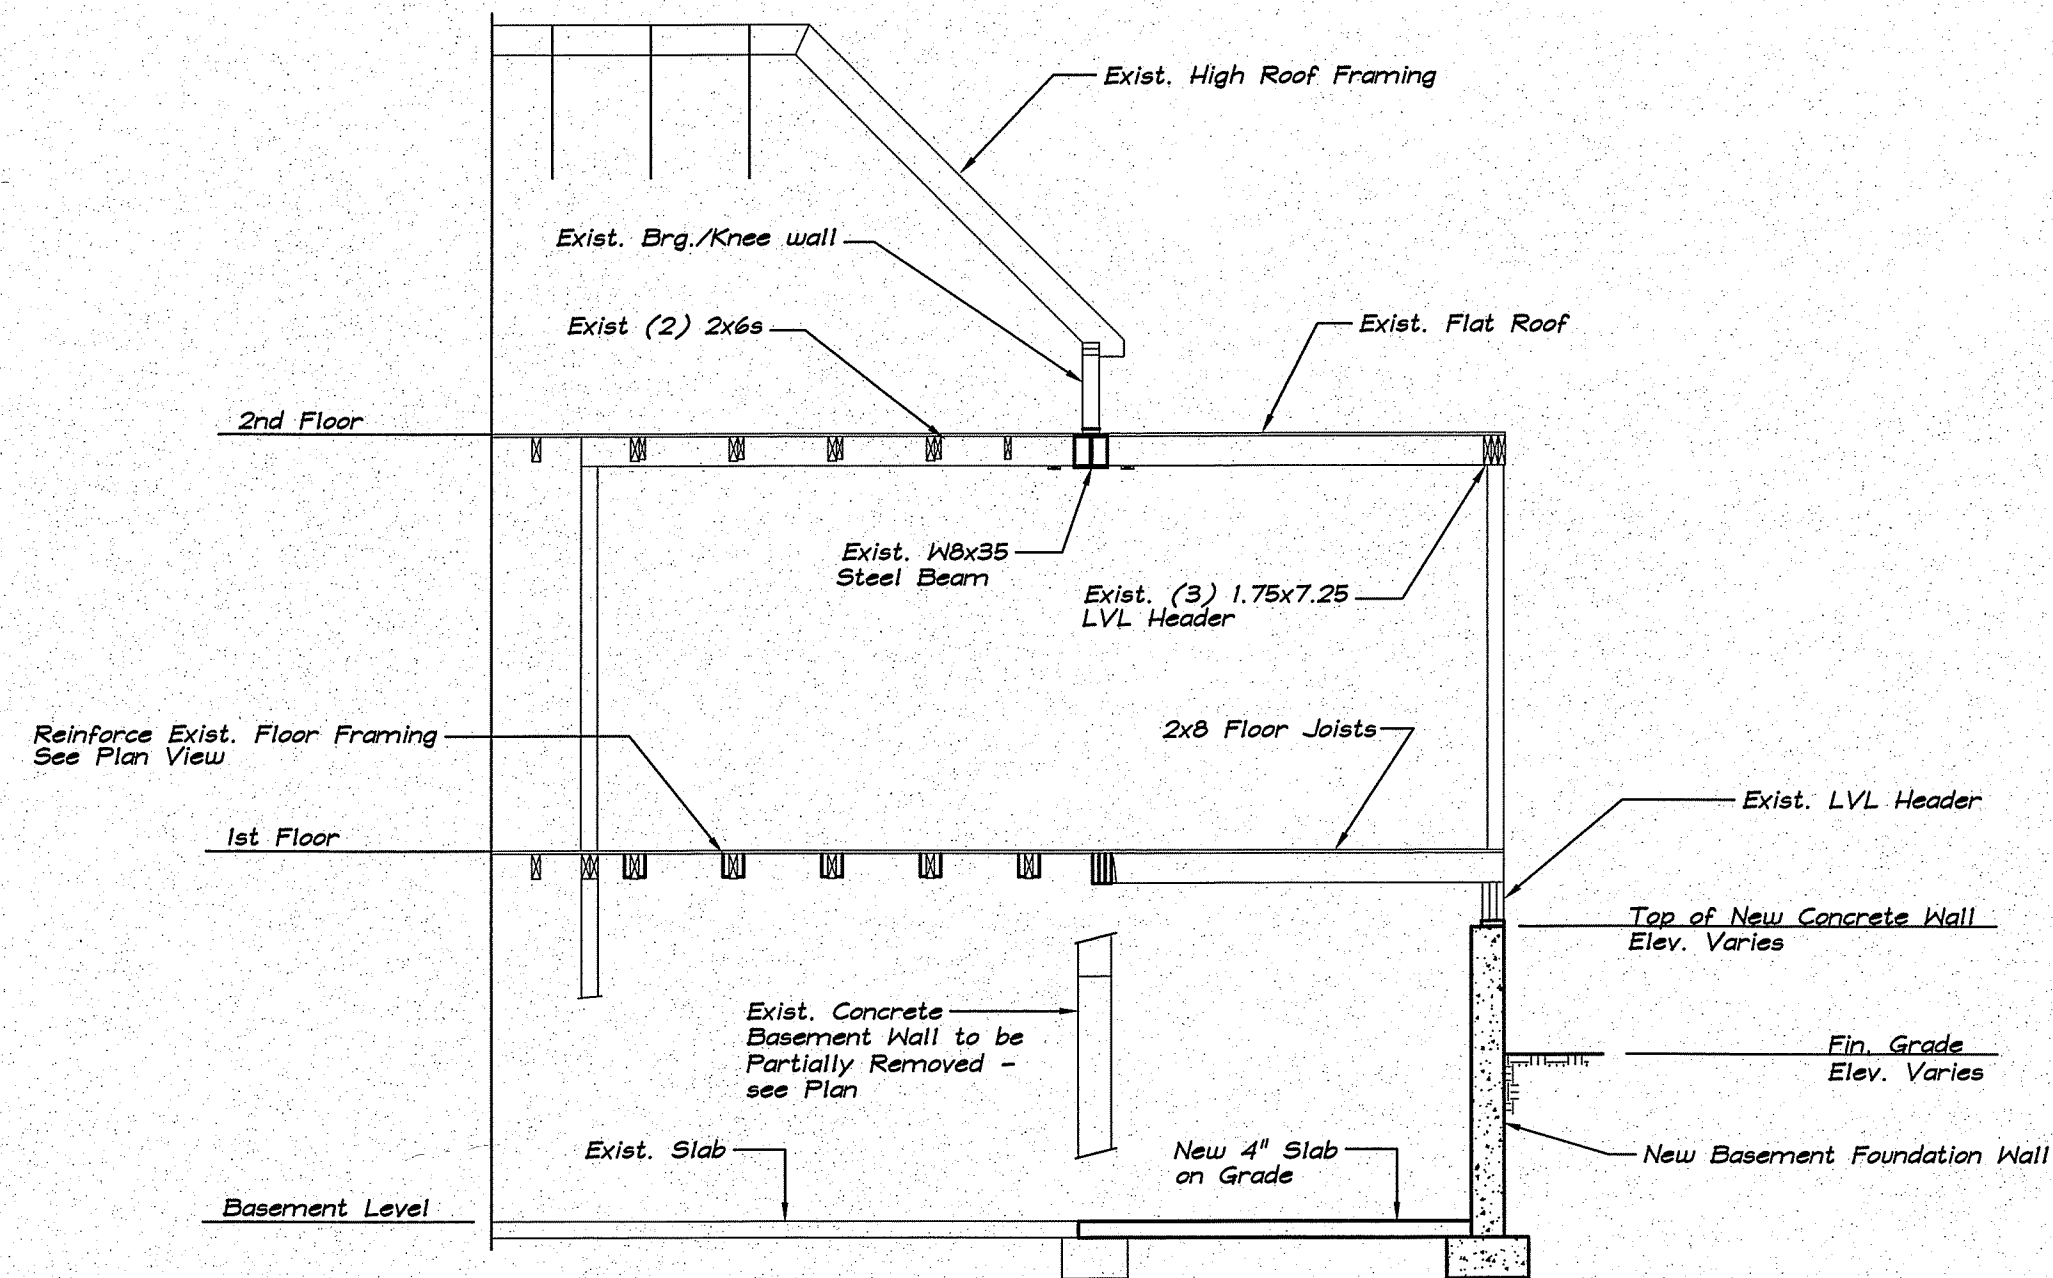 Exist. High Roof Framing
Exist. Brg./Knee wall
Exist (2) 2x6s
Exist. Flat Roof
2nd Floor
Exist. W8x35
Steel Beam
Exist. (3) 1.75x7.25
LVL Header
Reinforce Exist. Floor Framing
See Plan View
2x8 Floor Joists
Exist. LVL Header
1st Floor
Top of New Concrete Wall
Elev. Varies
Exist. Concrete
Basement Wall to be
Partially Removed -
see Plan
Fin. Grade
Elev. Varies
Exist. Slab
New 4" Slab
on Grade
New Basement Foundation Wall
Basement Level